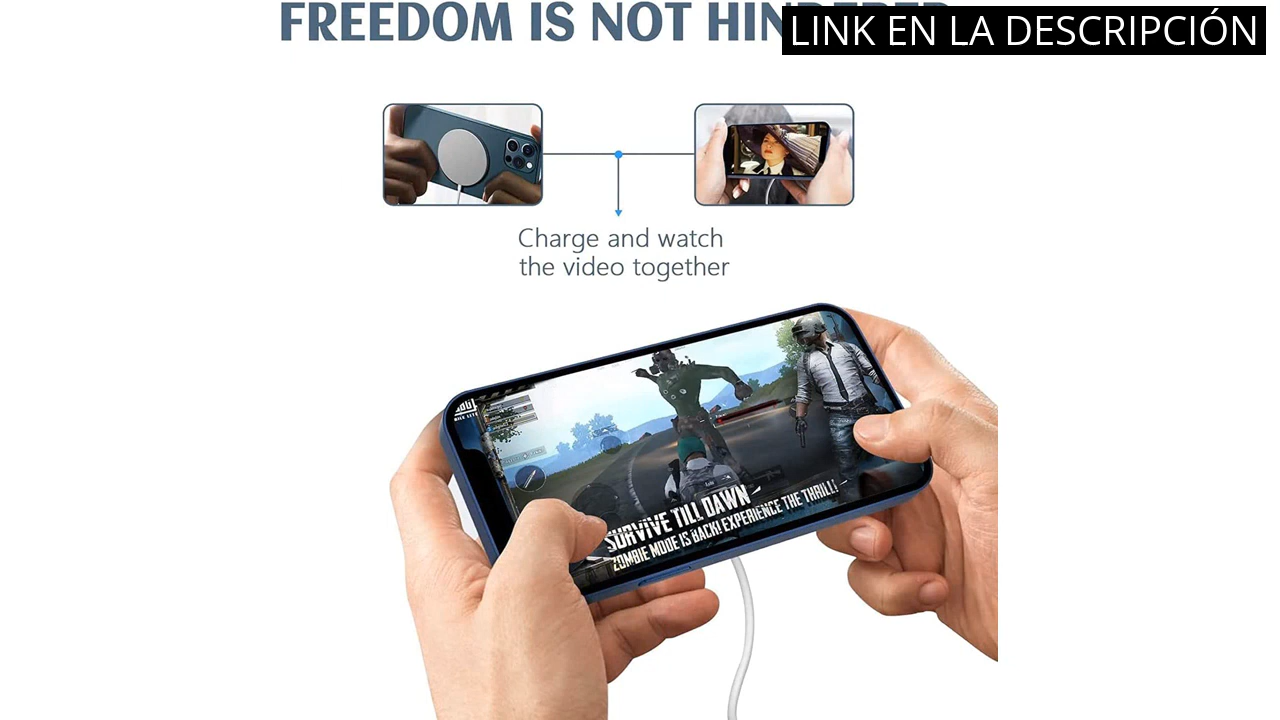 FREEDOM IS NOT
LINK EN LA DESCRIPCIÓN
Charge and watch
the video together
SURVIVE TILL DAWN
ZOMBIE MODE IS BACK! EXPERIENCE THE THRILL!